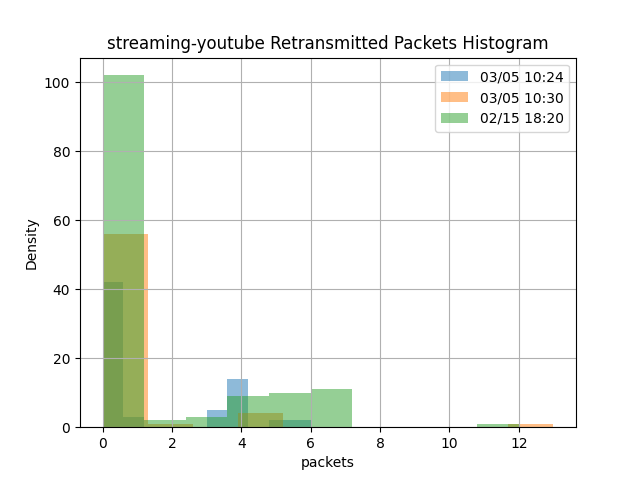 streaming-youtube Retransmitted Packets Histogram
03/05 10:24
03/05 10:30
02/15 18:20
100
80
60
40
20
0
Density
0 2 4 6 8 10 12
packets